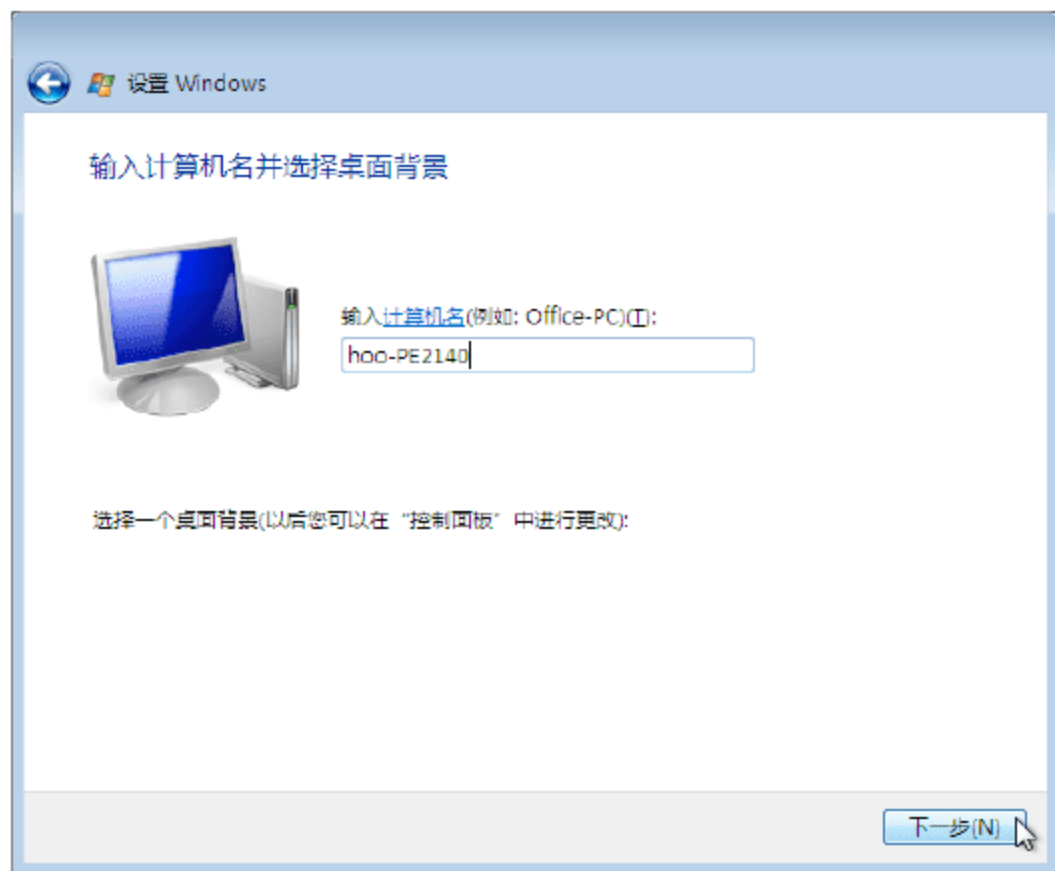 设置 Windows
输入计算机名并选择桌面背景
输入计算机名(例如: Office-PC)(T):
hoo-PE2140
选择一个桌面背景(以后您可以在“控制面板”中进行更改):
下一步(N)